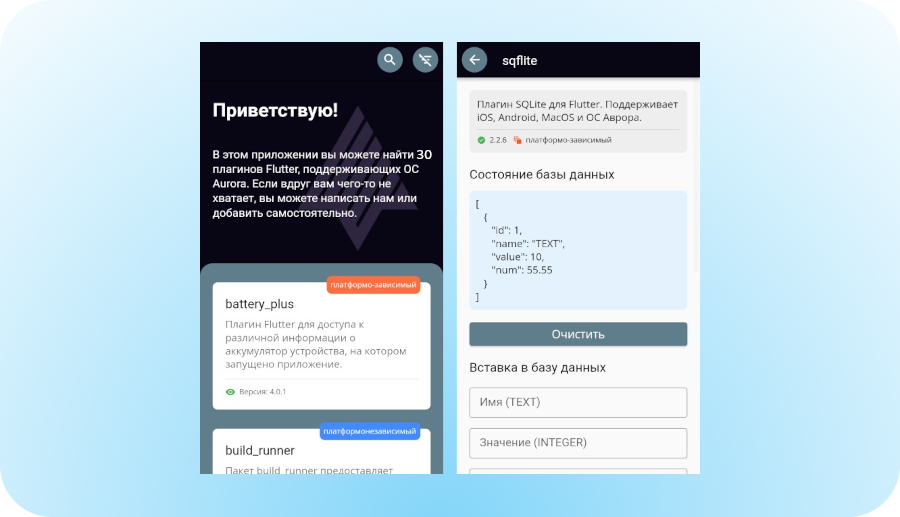 Приветствую!
В этом приложении вы можете найти 30
плагинов Flutter, поддерживающих ОС
Aurora. Если вдруг вам чего-то не
хватает, вы можете написать нам или
добавить самостоятельно.
платформо-зависимый
battery_plus
Плагин Flutter для доступа к
различной информации о
аккумулятор устройства, на котором
запущено приложение.
Версия: 4.0.1
платформонезависимый
build_runner
Пакет build_runner предоставляет
sqflite
Плагин SQLite для Flutter. Поддерживает
iOS, Android, MacOS и ОС Аврора.
2.2.6 платформо-зависимый
Состояние базы данных
[
{
"id": 1,
"name": "TEXT",
"value": 10,
"num": 55.55
}
]
Очистить
Вставка в базу данных
Имя (TEXT)
Значение (INTEGER)